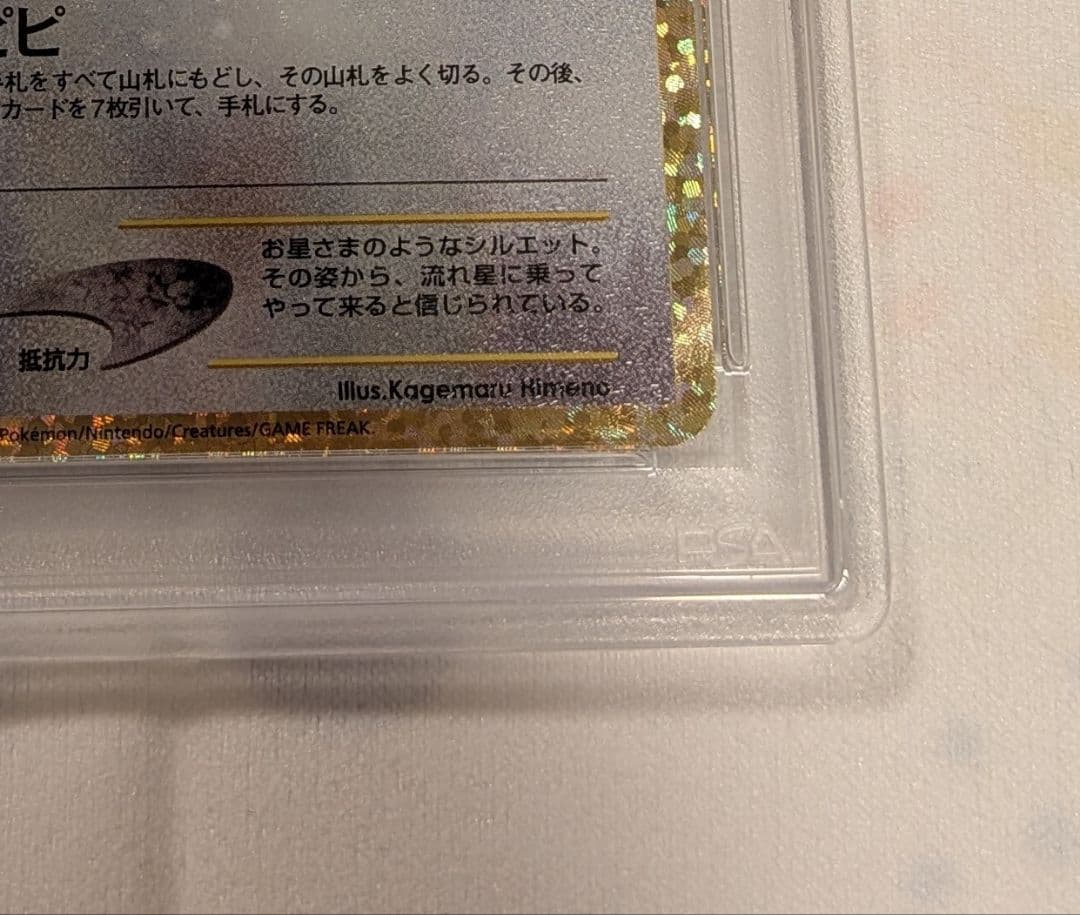 ピピ
手札をすべて山札にもどし、その山札をよく切る。その後、
カードを7枚引いて、手札にする。
お星さまのようなシルエット。
その姿から、流れ星に乗って
やって来ると信じられている。
抵抗力
Illus.Kagemaru Himeno
Pokémon/Nintendo/Creatures/GAME FREAK.
PSA